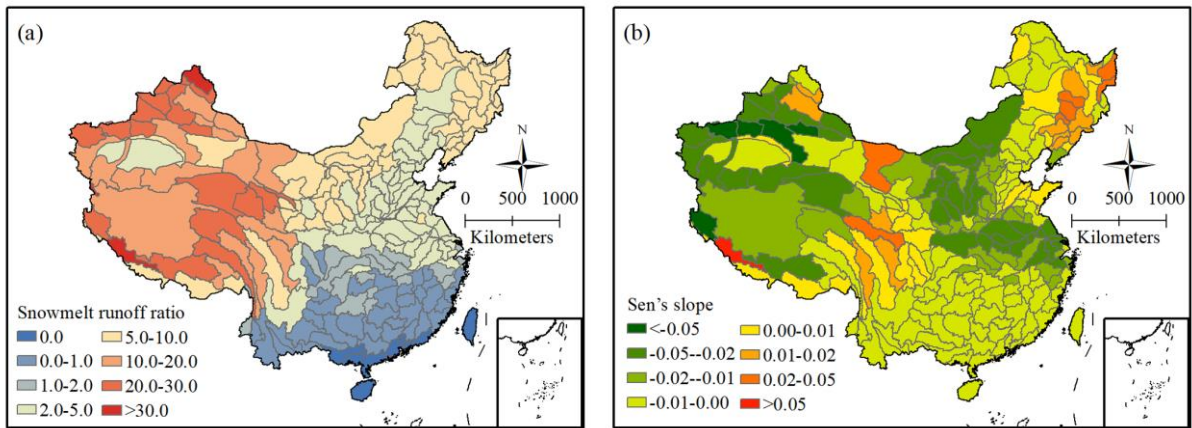 (a)
N
0 500 1000
Kilometers
Snowmelt runoff ratio
0.0 5.0-10.0
0.0-1.0 10.0-20.0
1.0-2.0 20.0-30.0
2.0-5.0 >30.0
(b)
N
0 500 1000
Kilometers
Sen's slope
<-0.05 0.00-0.01
-0.05--0.02 0.01-0.02
-0.02--0.01 0.02-0.05
-0.01-0.00 >0.05